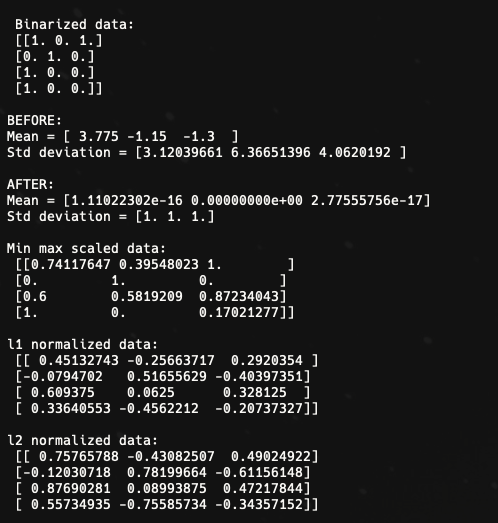 Binarized data:
[[1. 0. 1.]
[0. 1. 0.]
[1. 0. 0.]
[1. 0. 0.]]
BEFORE:
Mean = [ 3.775 -1.15  -1.3  ]
Std deviation = [3.12039661 6.36651396 4.0620192 ]
AFTER:
Mean = [1.11022302e-16 0.00000000e+00 2.77555756e-17]
Std deviation = [1. 1. 1.]
Min max scaled data:
[[0.74117647 0.39548023 1.        ]
[0.         1.         0.        ]
[0.6        0.5819209  0.87234043]
[1.         0.         0.17021277]]
l1 normalized data:
[[ 0.45132743 -0.25663717  0.2920354 ]
[-0.0794702   0.51655629 -0.40397351]
[ 0.609375    0.0625      0.328125  ]
[ 0.33640553 -0.4562212  -0.20737327]]
l2 normalized data:
[[ 0.75765788 -0.43082507  0.49024922]
[-0.12030718  0.78199664 -0.61156148]
[ 0.87690281  0.08993875  0.47217844]
[ 0.55734935 -0.75585734 -0.34357152]]